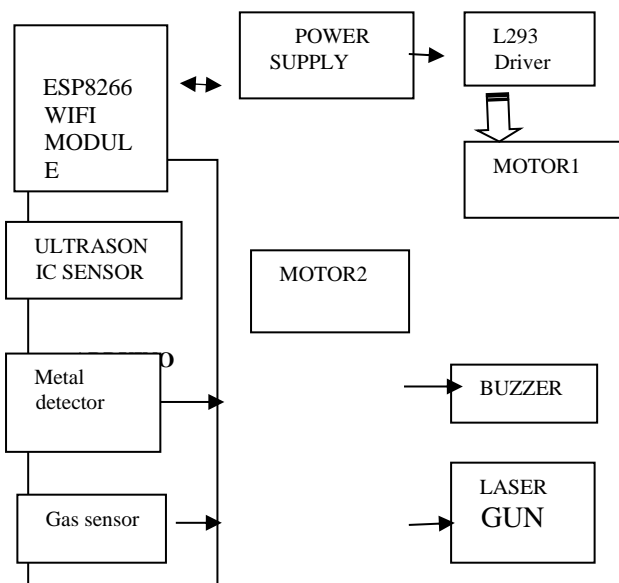 POWER
SUPPLY
L293
Driver
ESP8266
WIFI
MODUL
E
MOTOR1
ULTRASON
IC SENSOR
MOTOR2
Metal
detector
BUZZER
Gas sensor
LASER
GUN